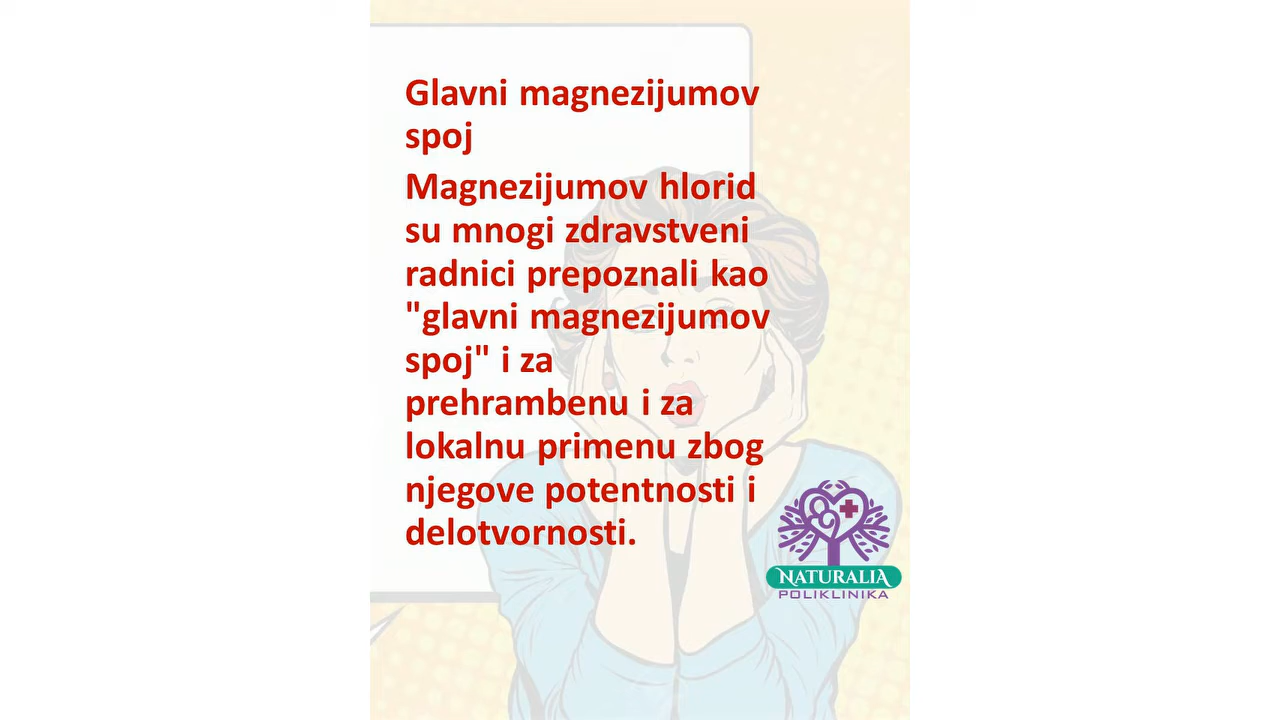 Glavni magnezijumov
spoj
Magnezijumov hlorid
su mnogi zdravstveni
radnici prepoznali kao
"glavni magnezijumov
spoj" i za
prehrambenu i za
lokalnu primenu zbog
njegove potentnosti i
delotvornosti.
NATURALIA
POLIKLINIKA